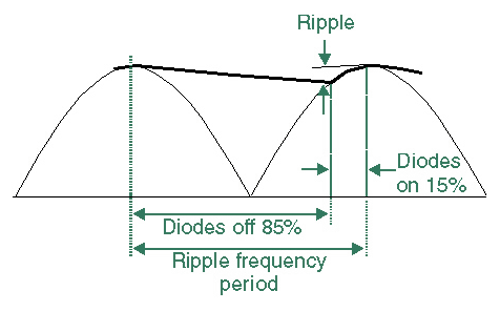 Ripple
Diodes
on 15%
Diodes off 85%
Ripple frequency
period